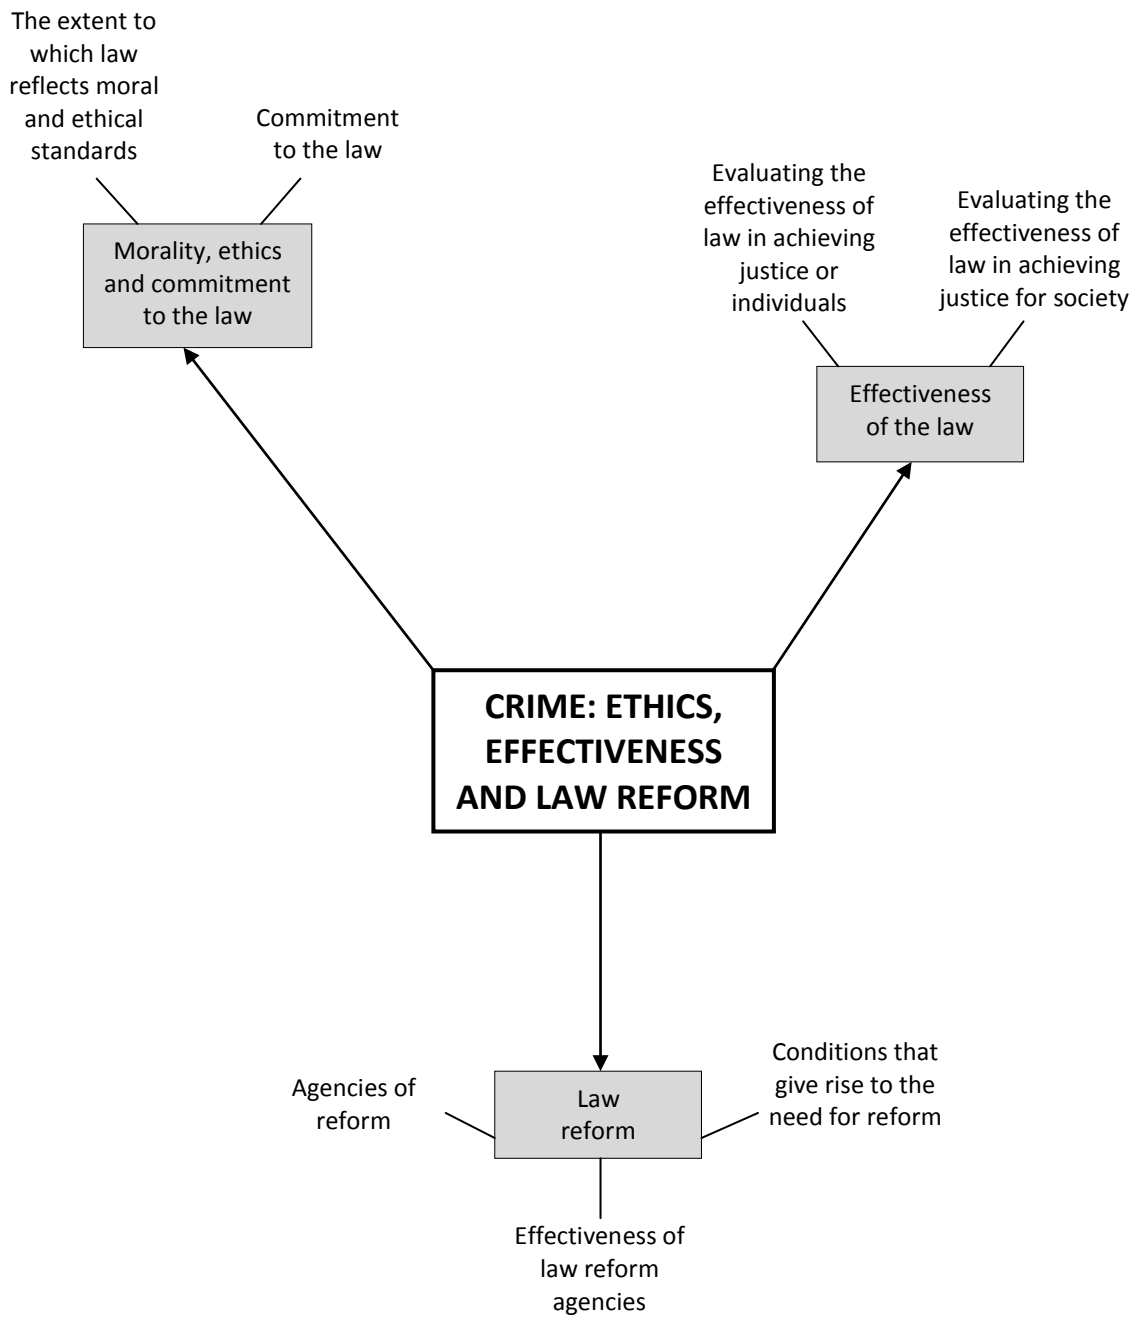 The extent to
which law
reflects moral
and ethical
standards
Commitment
to the law
Morality, ethics
and commitment
to the law
Evaluating the
effectiveness of
law in achieving
justice or
individuals
Evaluating the
effectiveness of
law in achieving
justice for society
Effectiveness
of the law
CRIME: ETHICS,
EFFECTIVENESS
AND LAW REFORM
Agencies of
reform
Law
reform
Conditions that
give rise to the
need for reform
Effectiveness of
law reform
agencies